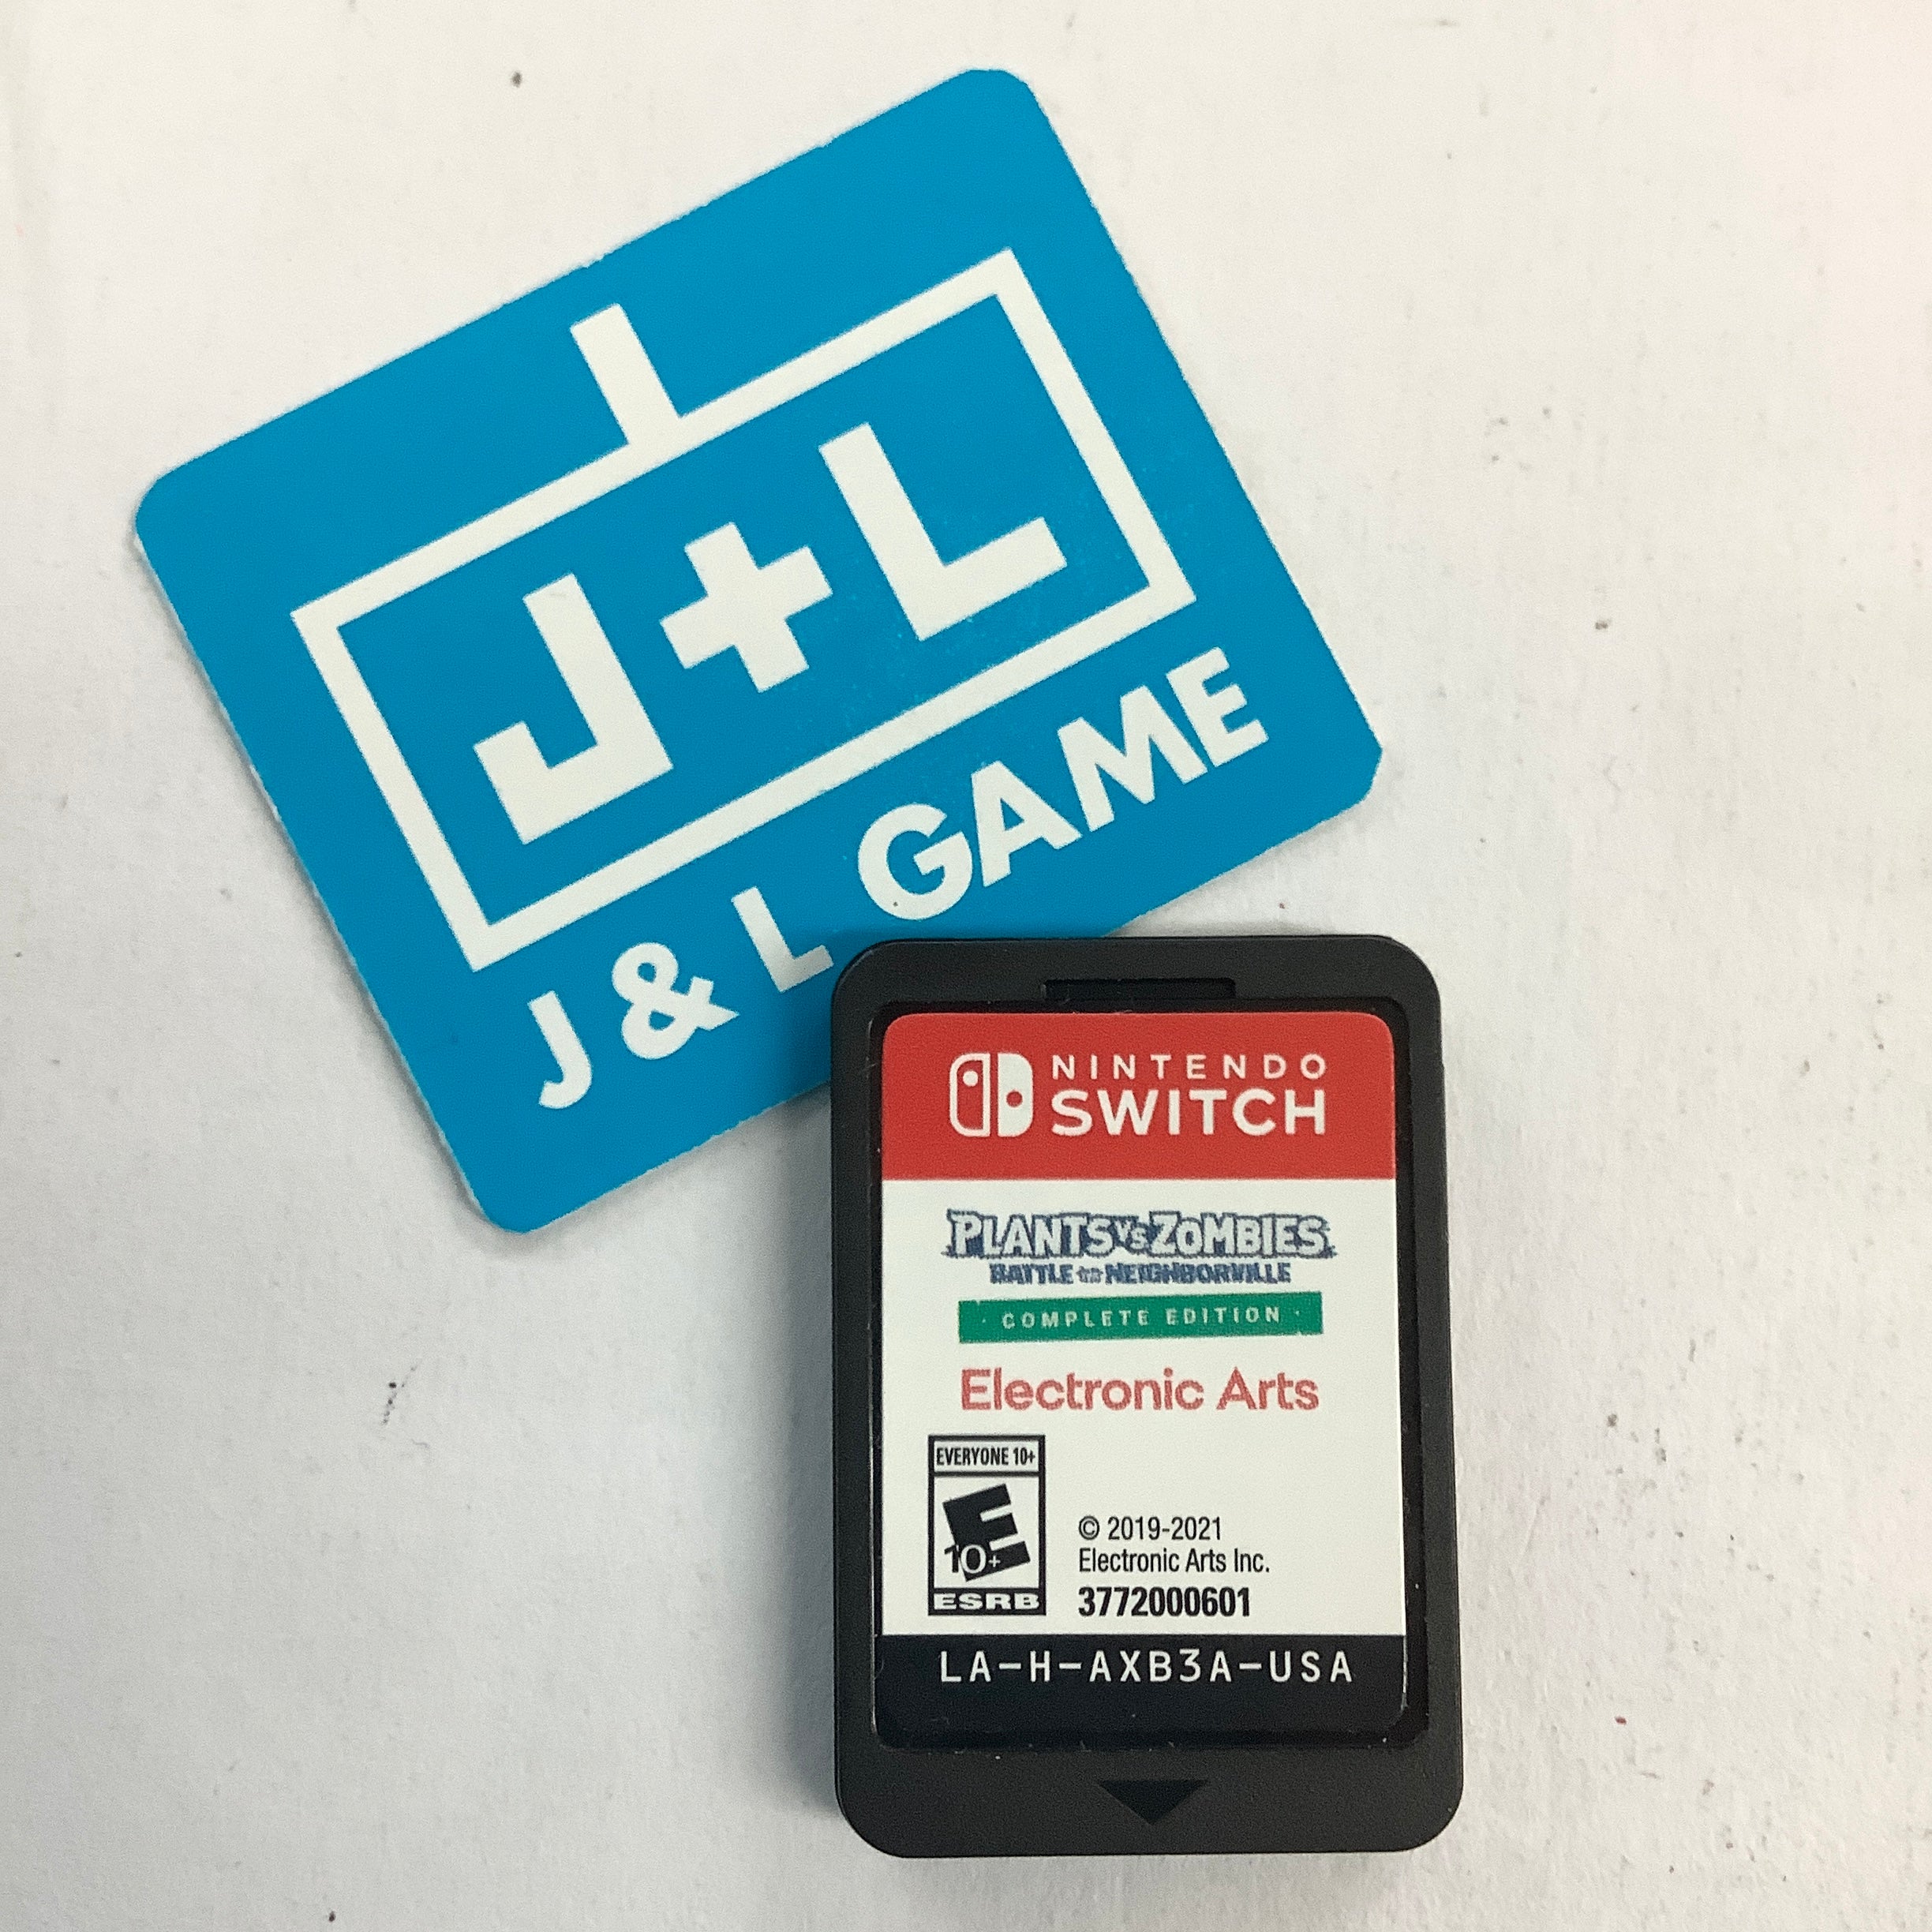 J+L
J & L GAME
NINTENDO
SWITCH
PLANTS VS ZOMBIES
BATTLE FOR NEIGHBORVILLE
COMPLETE EDITION
Electronic Arts
EVERYONE 10+
E
10+
ESRB
© 2019-2021
Electronic Arts Inc.
3772000601
LA-H-AXB3A-USA